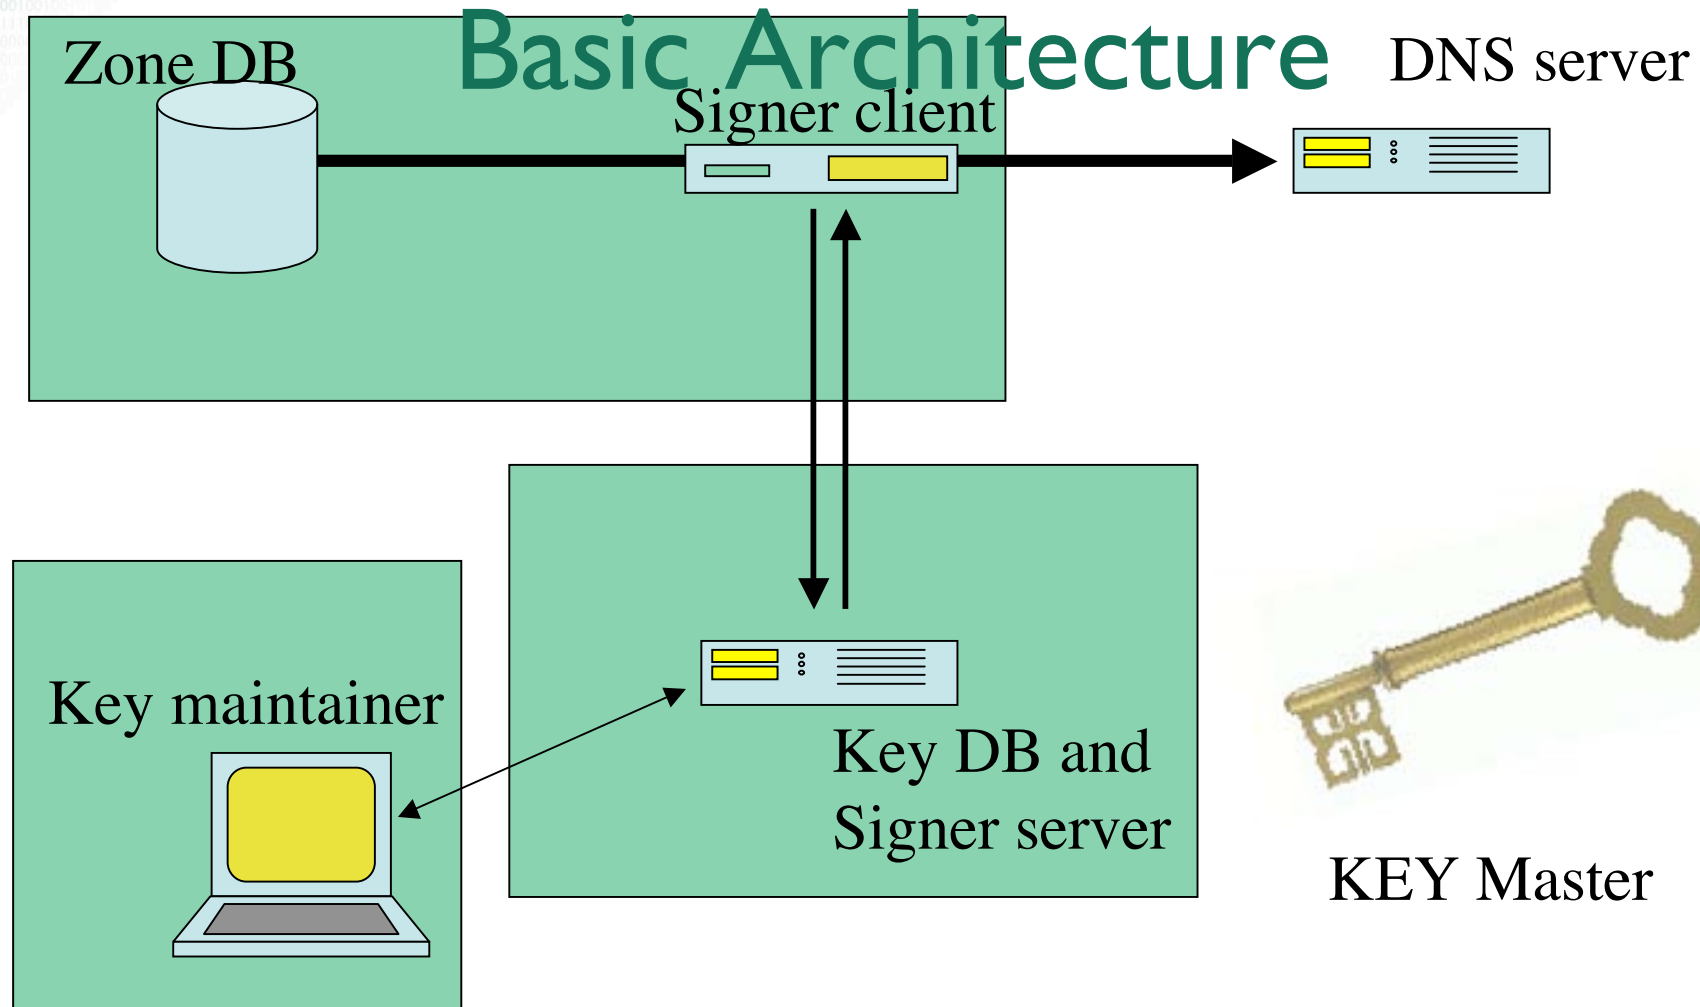 Basic Architecture
Zone DB
Signer client
DNS server
Key maintainer
Key DB and
Signer server
KEY Master